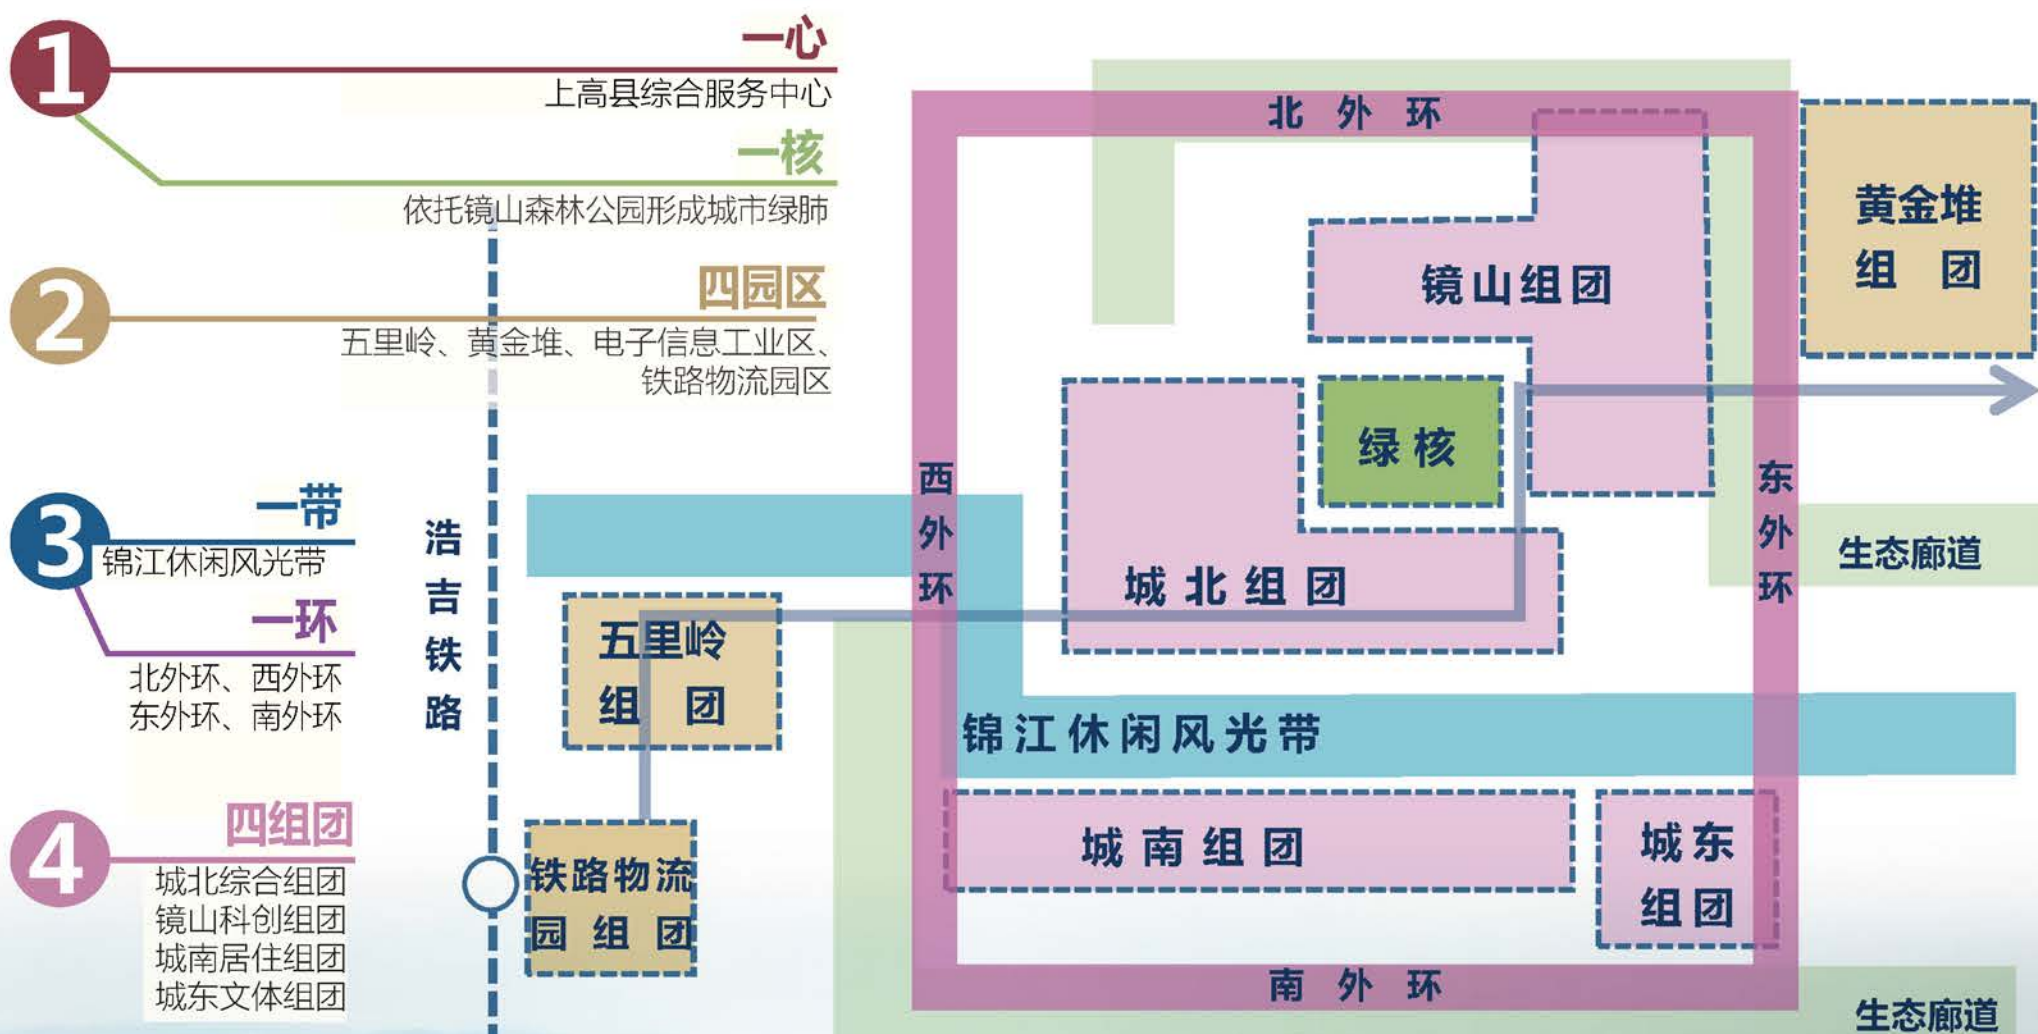 1
一心
上高县综合服务中心
一核
依托镜山森林公园形成城市绿肺
2
四园区
五里岭、黄金堆、电子信息工业区、
铁路物流园区
3
一带
锦江休闲风光带
一环
北外环、西外环
东外环、南外环
4
四组团
城北综合组团
镜山科创组团
城南居住组团
城东文体组团
浩吉铁路
北外环
黄金堆
组团
镜山组团
绿核
西外环
东外环
生态廊道
城北组团
五里岭
组团
锦江休闲风光带
城南组团
城东
组团
铁路物流
园组团
南外环
生态廊道